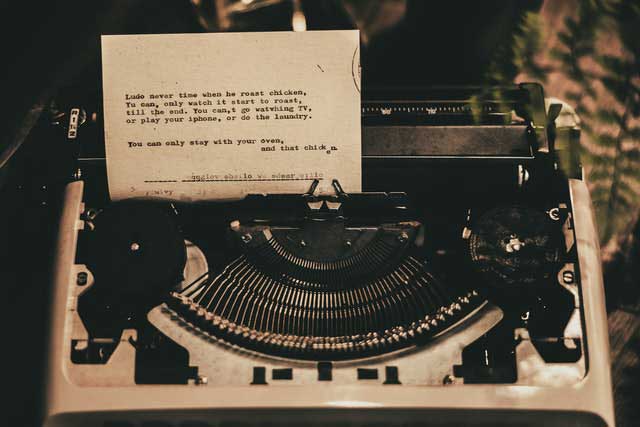 Ludo never time when he roast chicken,
Yu can, only watch it start to roast,
till the end. You can,t go watvhing TV,
or play your iphone, or do the laundry.
You can only stay with your oven,
and that chicken